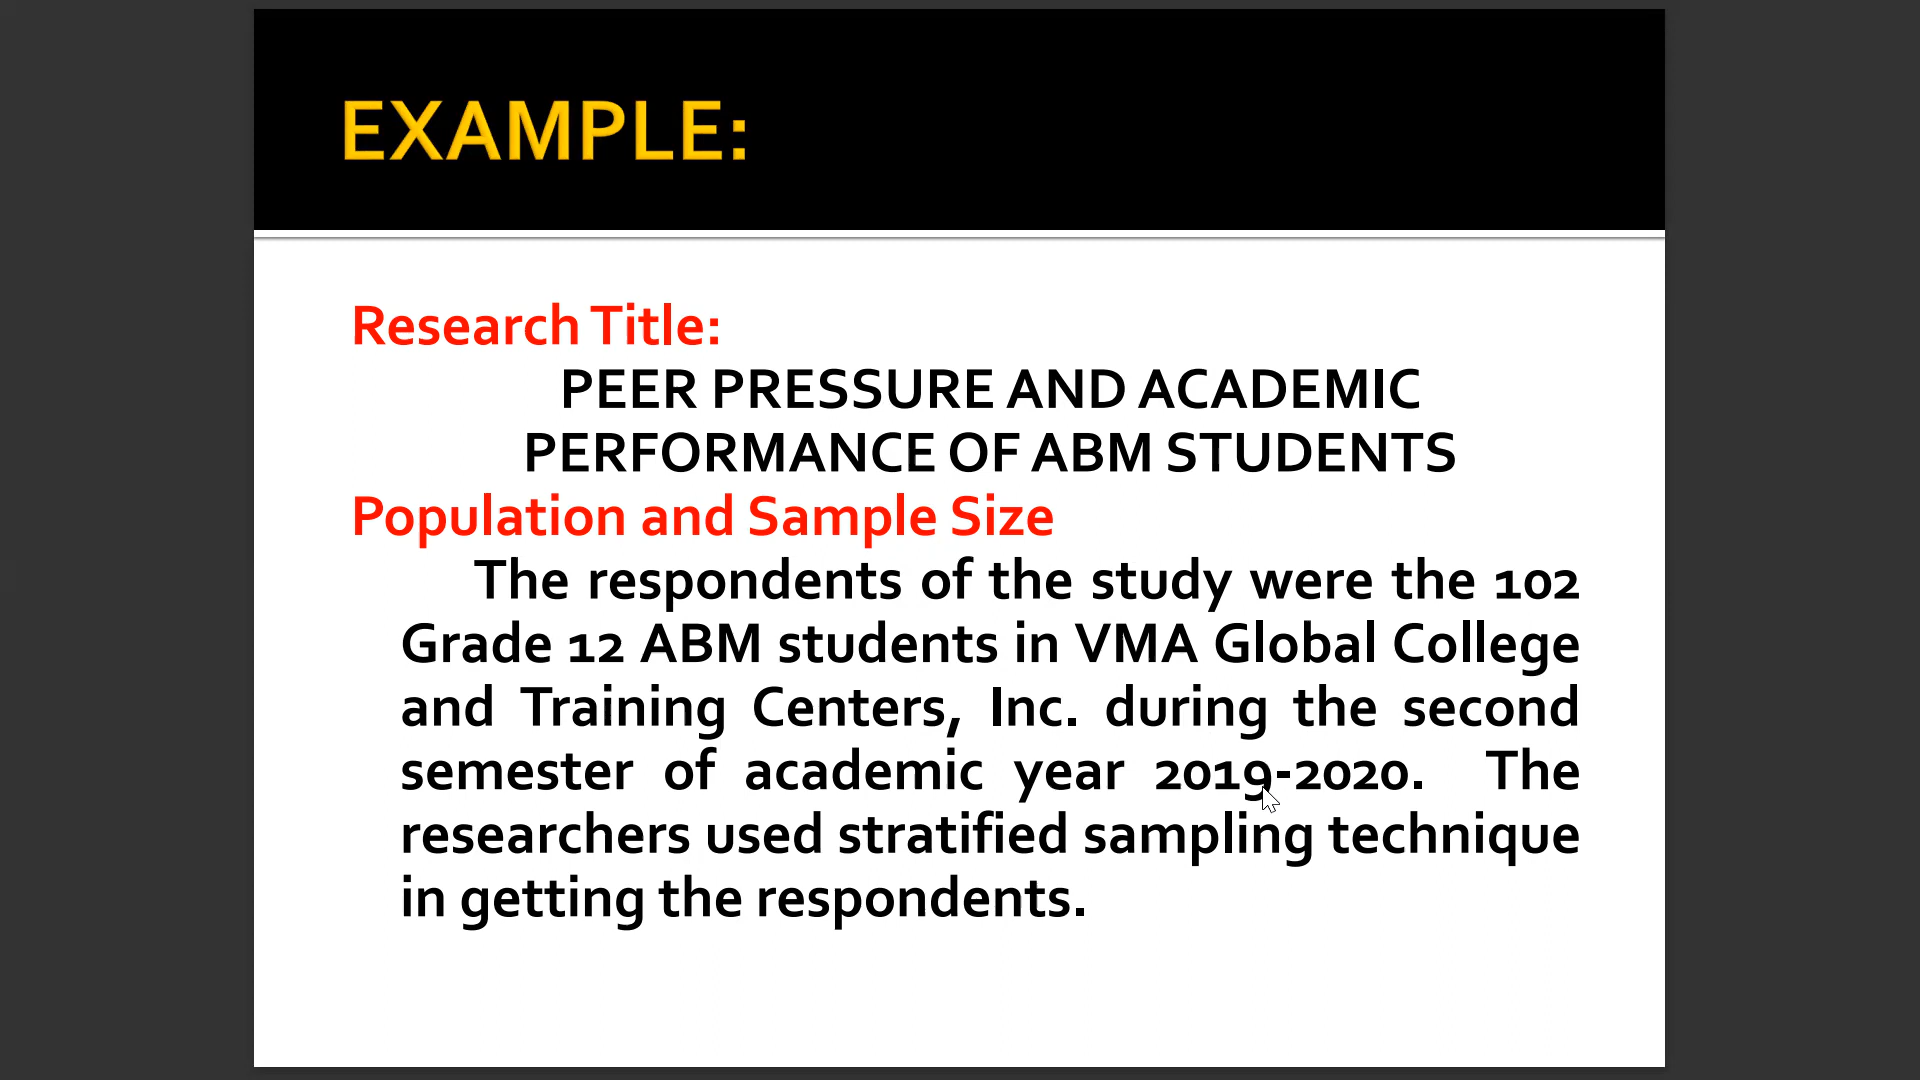 EXAMPLE:
Research Title:
PEER PRESSURE AND ACADEMIC
PERFORMANCE OF ABM STUDENTS
Population and Sample Size
The respondents of the study were the 102
Grade 12 ABM students in VMA Global College
and Training Centers, Inc. during the second
semester of academic year 2019-2020. The
researchers used stratified sampling technique
in getting the respondents.